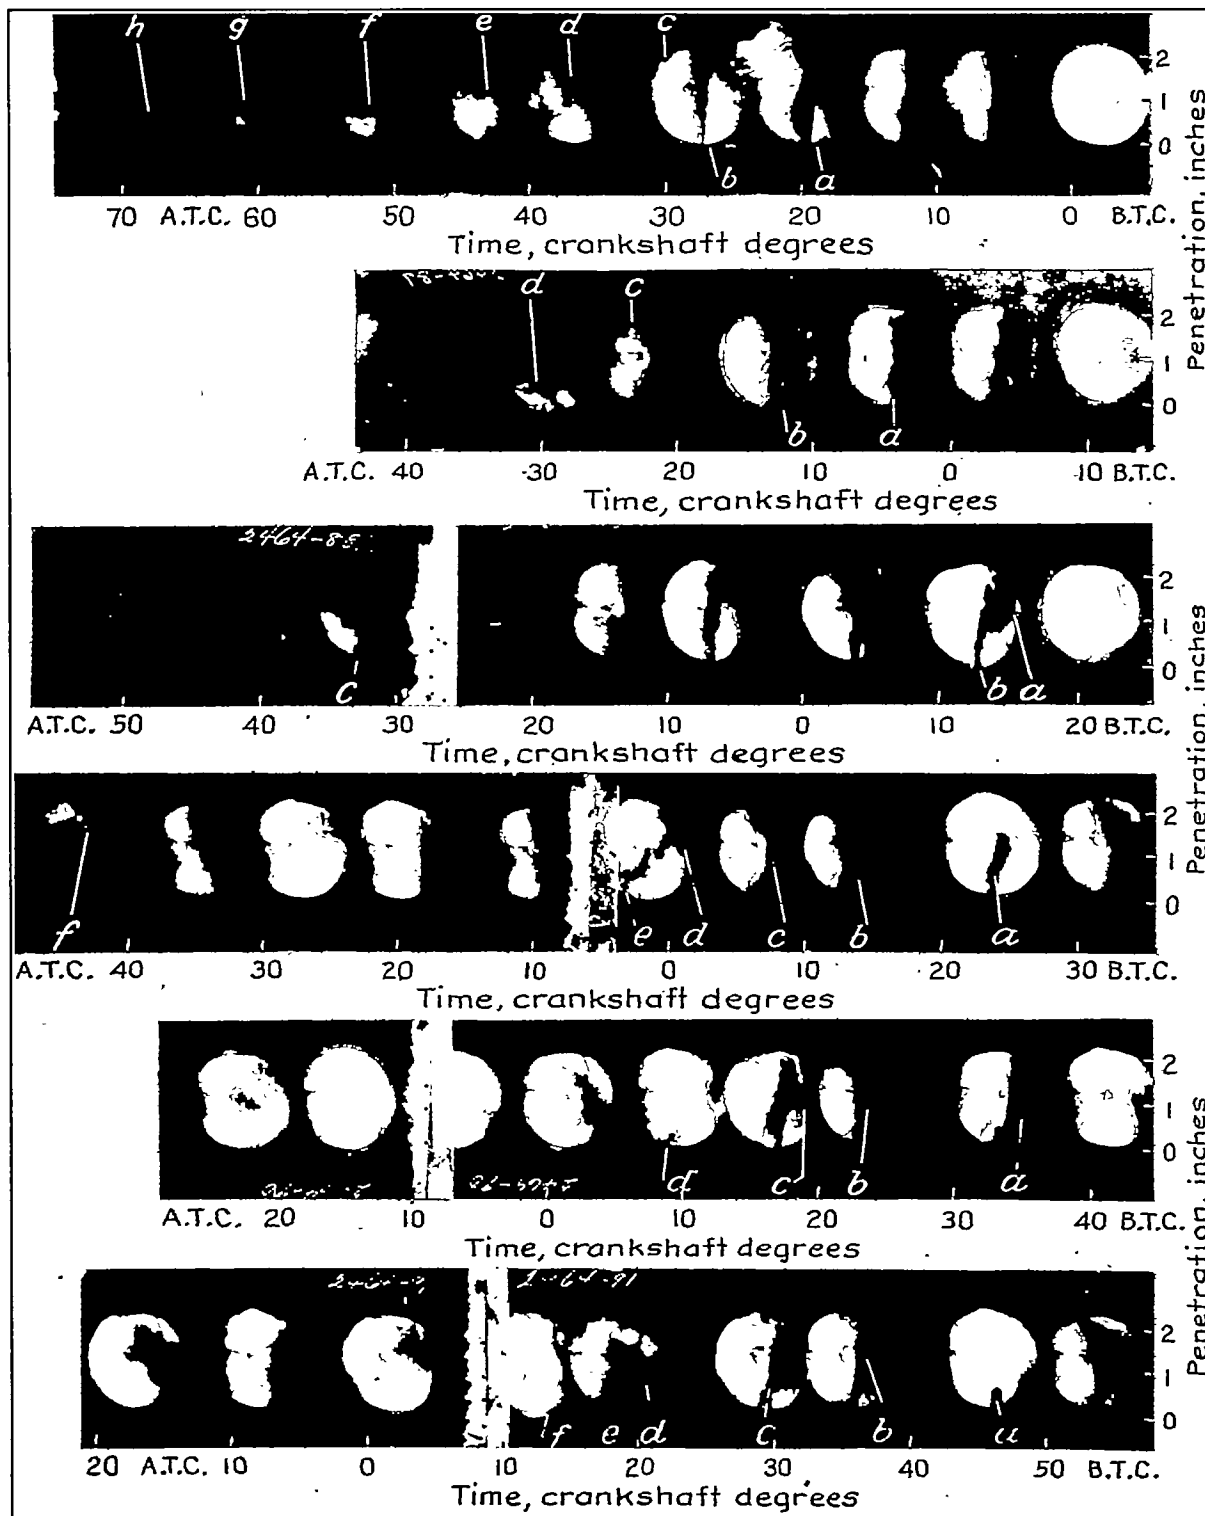 h g f e d c
2
1
0
b a
70 A.T.C. 60 50 40 30 20 10 0 B.T.C.
Time, crankshaft degrees
Penetration, inches
d c
2
1
0
b a
A.T.C. 40 30 20 10 0 10 B.T.C.
Time, crankshaft degrees
2464-85
2
1
0
c b a
A.T.C. 50 40 30 20 10 0 10 20 B.T.C.
Time, crankshaft degrees
Penetration, inches
2
1
0
f e d c b a
A.T.C. 40 30 20 10 0 10 20 30 B.T.C.
Time, crankshaft degrees
2
1
0
d c b a
A.T.C. 20 10 0 10 20 30 40 B.T.C.
Time, crankshaft degrees
Penetration, inches
2464-91
2
1
0
f e d c b a
20 A.T.C. 10 0 10 20 30 40 50 B.T.C.
Time, crankshaft degrees